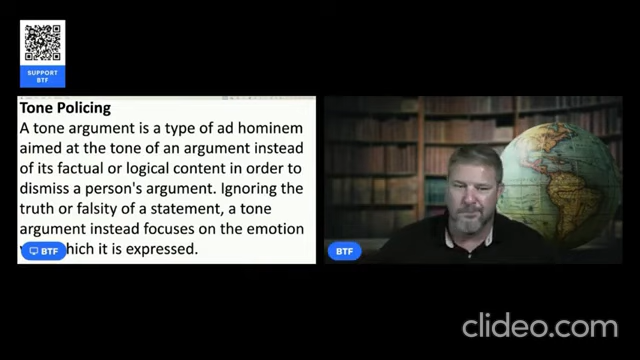 SUPPORT
BTF
Tone Policing
A tone argument is a type of ad hominem
aimed at the tone of an argument instead
of its factual or logical content in order to
dismiss a person's argument. Ignoring the
truth or falsity of a statement, a tone
argument instead focuses on the emotion
which it is expressed.
BTF
BTF
clideo.com